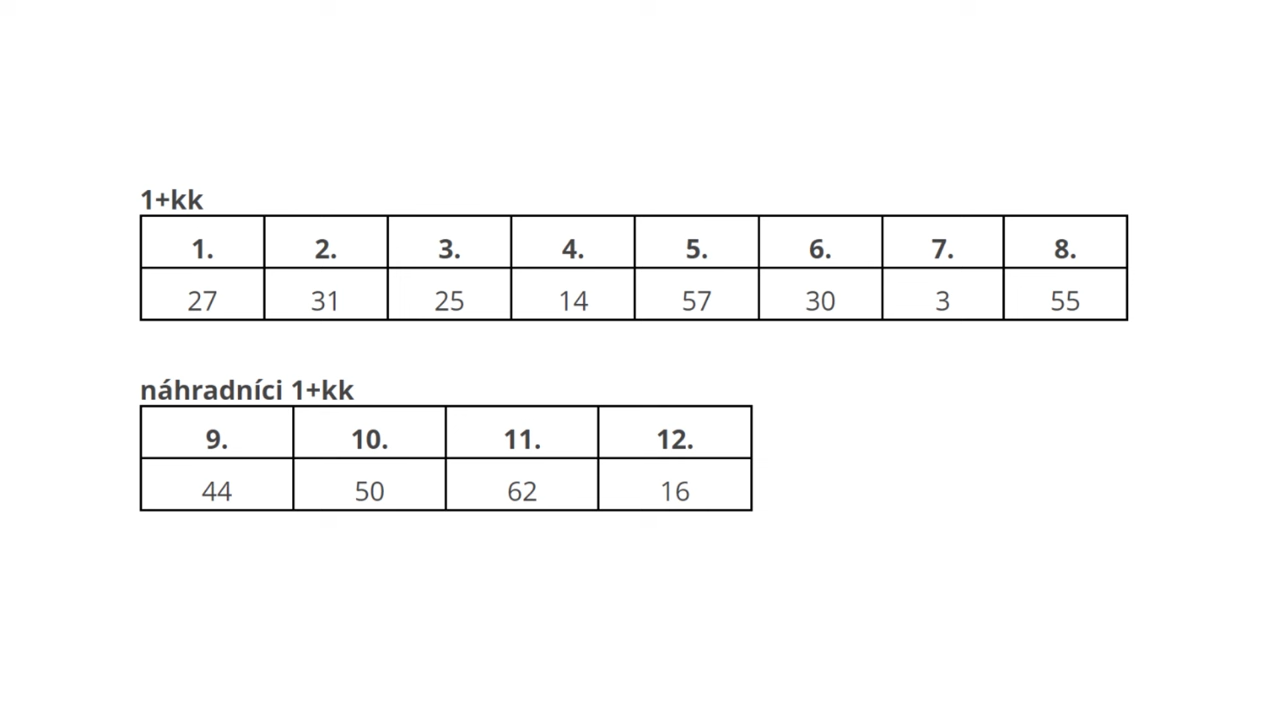 1+kk
1. 2. 3. 4. 5. 6. 7. 8.
27 31 25 14 57 30 3 55
náhradníci 1+kk
9. 10. 11. 12.
44 50 62 16